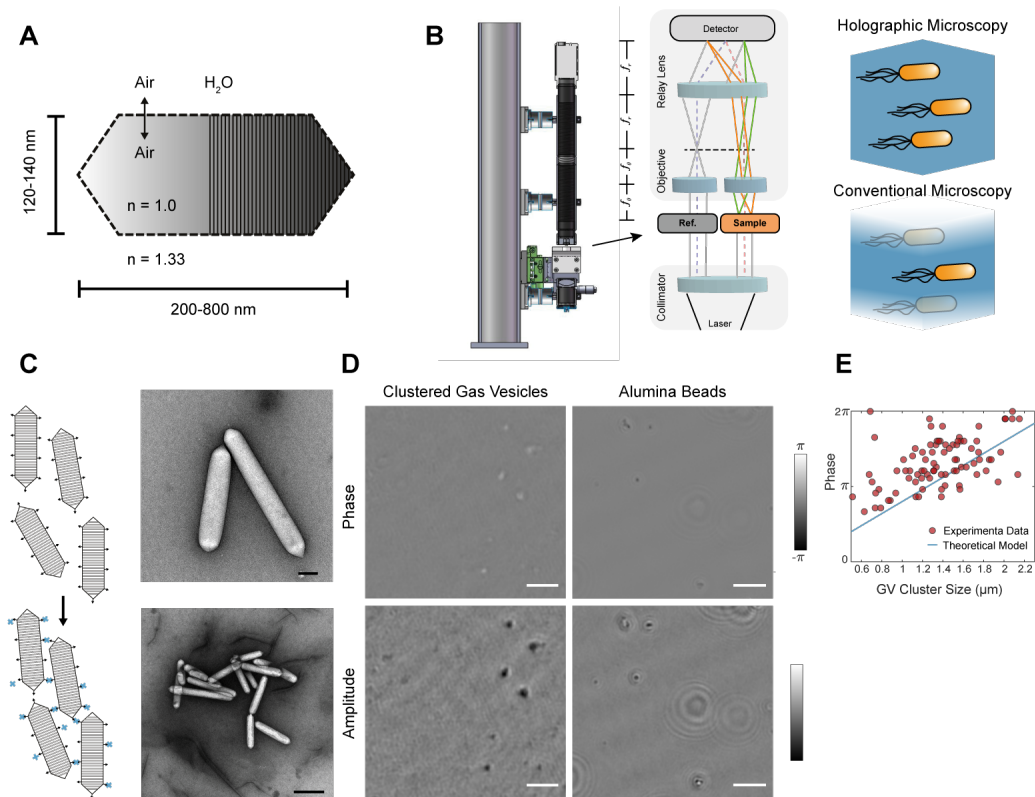 A
Air
H₂O
Air
120-140 nm
n = 1.0
n = 1.33
200-800 nm
B
fᵣ
fᵣ
f₀
f₀
Detector
Relay Lens
Objective
Ref.
Sample
Collimator
Laser
Holographic Microscopy
Conventional Microscopy
C
D
Clustered Gas Vesicles
Alumina Beads
Phase
Amplitude
π
-π
E
2π
π
0
Phase
Experimenta Data
Theoretical Model
0.6 0.8 1 1.2 1.4 1.6 1.8 2 2.2
GV Cluster Size (μm)